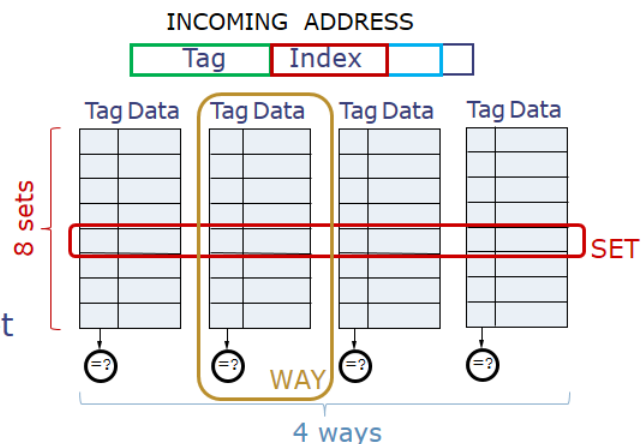 INCOMING ADDRESS
Tag Index
Tag Data Tag Data Tag Data Tag Data
8 sets
SET
t
=? =? =? =?
WAY
4 ways